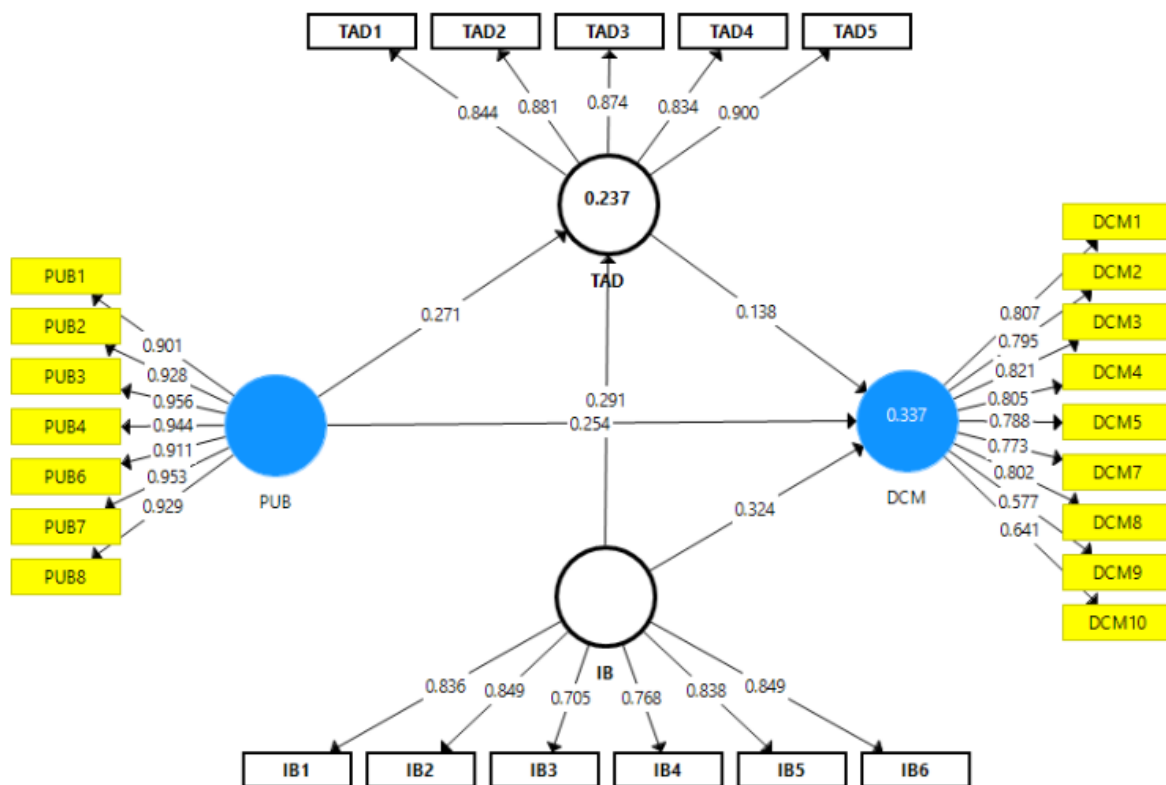 TAD1 TAD2 TAD3 TAD4 TAD5
0.844 0.881 0.874 0.834 0.900
0.237
TAD
PUB1
PUB2
PUB3
PUB4
PUB6
PUB7
PUB8
0.901
0.928
0.956
0.944
0.911
0.953
0.929
PUB
0.271
0.138
0.291
0.254
0.324
0.337
DCM
0.807
0.795
0.821
0.805
0.788
0.773
0.802
0.577
0.641
DCM1
DCM2
DCM3
DCM4
DCM5
DCM7
DCM8
DCM9
DCM10
IB
0.836 0.849 0.705 0.768 0.838 0.849
IB1 IB2 IB3 IB4 IB5 IB6